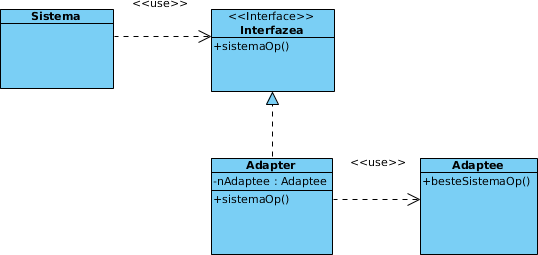 <<use>>
Sistema
<<Interface>>
Interfazea
+sistemaOp()
Adapter
-nAdaptee : Adaptee
+sistemaOp()
<<use>>
Adaptee
+besteSistemaOp()